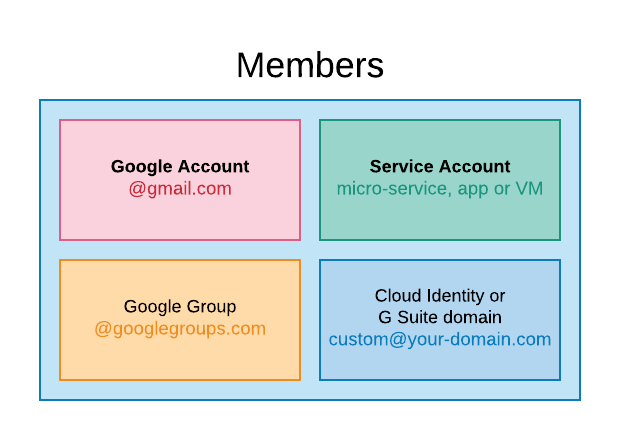 Members
Google Account
@gmail.com
Service Account
micro-service, app or VM
Google Group
@googlegroups.com
Cloud Identity or
G Suite domain
custom@your-domain.com